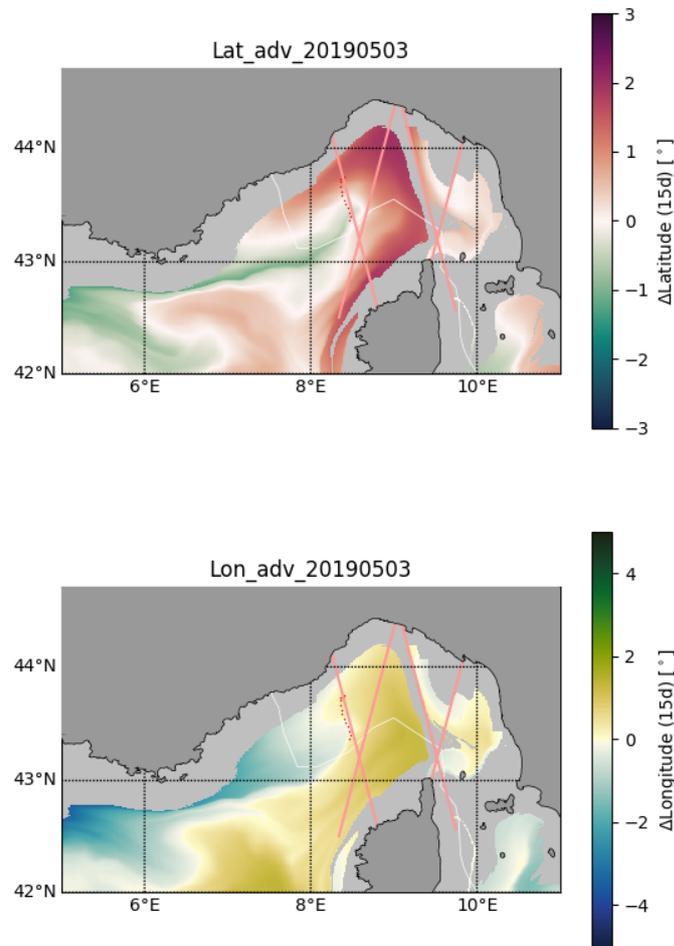 Lat_adv_20190503
3
2
1
0
−1
−2
−3
ΔLatitude (15d) [°]
44°N
43°N
42°N
6°E
8°E
10°E
Lon_adv_20190503
4
2
0
−2
−4
ΔLongitude (15d) [°]
44°N
43°N
42°N
6°E
8°E
10°E